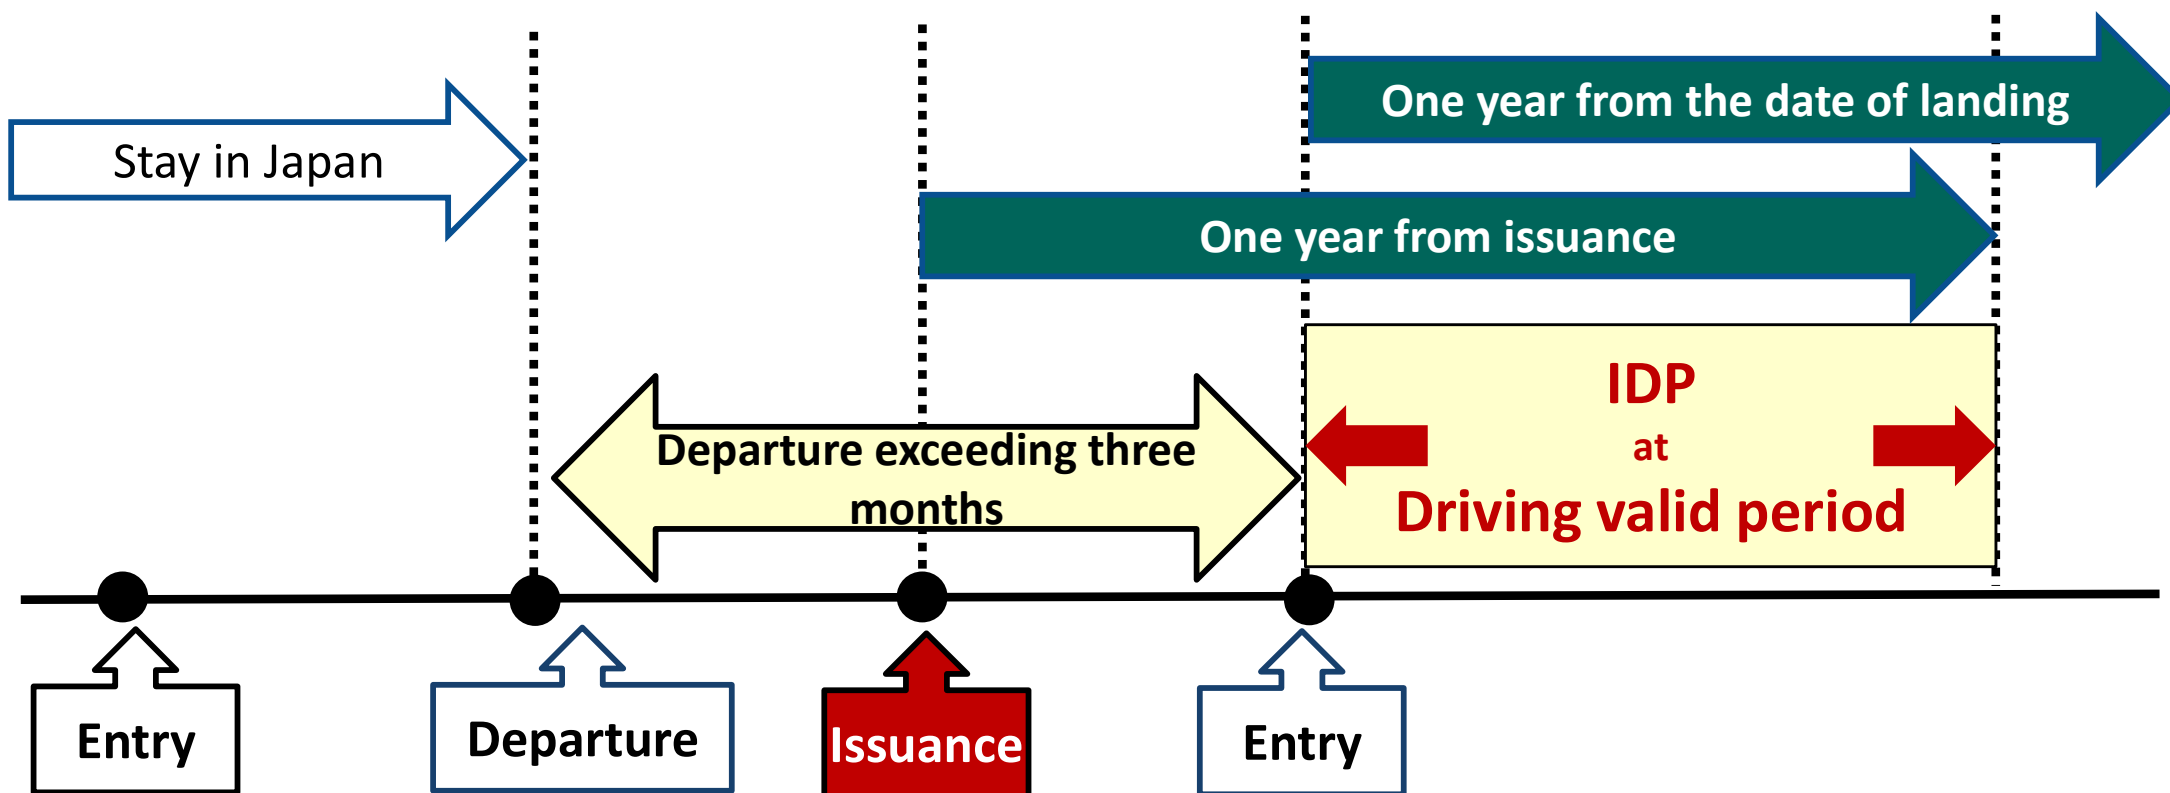 One year from the date of landing
Stay in Japan
One year from issuance
IDP
at
Driving valid period
Departure exceeding three
months
Entry
Departure
Issuance
Entry